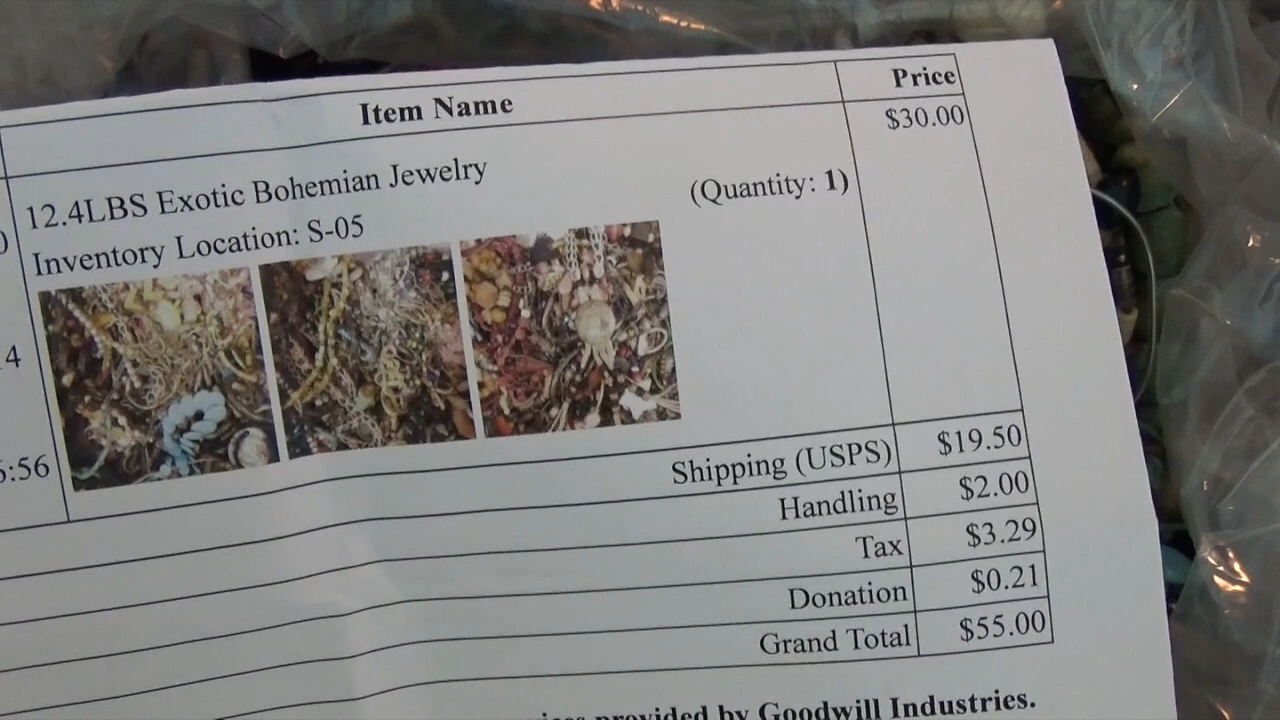 Item Name
Price
12.4LBS Exotic Bohemian Jewelry
(Quantity: 1)
$30.00
Inventory Location: S-05
4
:56
Shipping (USPS) $19.50
Handling $2.00
Tax $3.29
Donation $0.21
Grand Total $55.00
provided by Goodwill Industries.